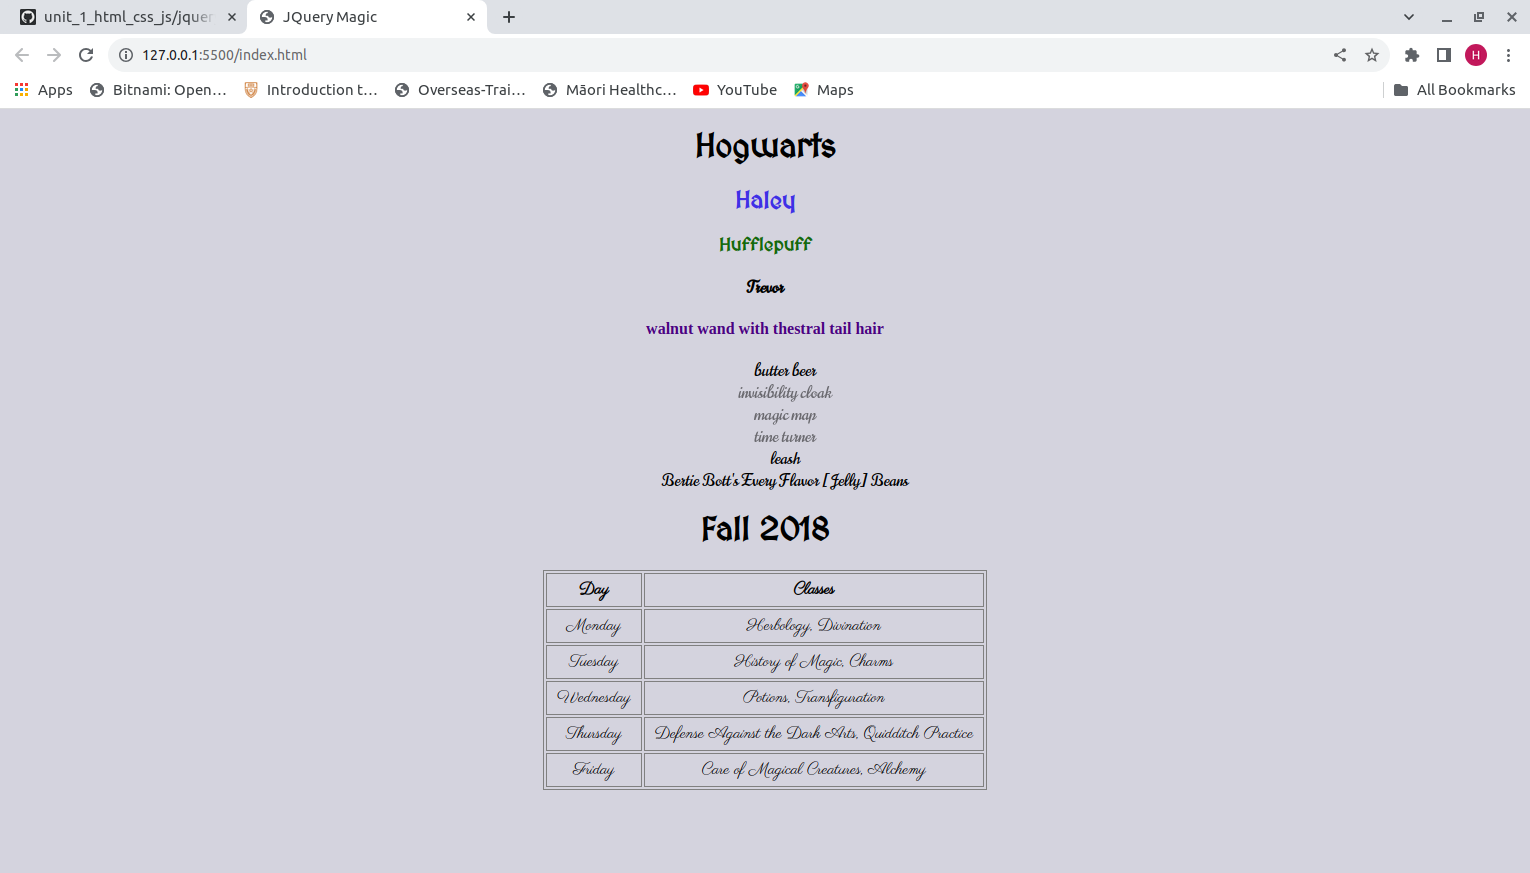 unit_1_html_css_js/jquer
JQuery Magic
127.0.0.1:5500/index.html
H
Apps
Bitnami: Open…
Introduction t…
Overseas-Trai…
Māori Healthc…
YouTube
Maps
All Bookmarks
Hogwarts
Haley
Hufflepuff
Trevor
walnut wand with thestral tail hair
butter beer
invisibility cloak
magic map
time turner
leash
Bertie Bott's Every Flavor [Jelly] Beans
Fall 2018
Day Classes
Monday Herbology, Divination
Tuesday History of Magic, Charms
Wednesday Potions, Transfiguration
Thursday Defense Against the Dark Arts, Quidditch Practice
Friday Care of Magical Creatures, Alchemy